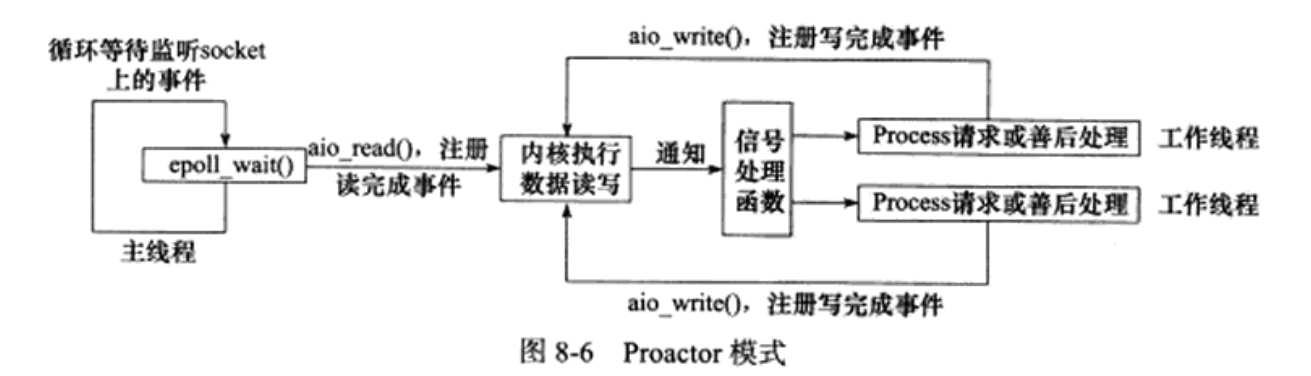 aio_write()，注册写完成事件
循环等待监听socket
上的事件
epoll_wait()
aio_read()，注册
读完成事件
内核执行
数据读写
通知
信号
处理
函数
Process请求或善后处理
工作线程
Process请求或善后处理
工作线程
主线程
aio_write()，注册写完成事件
图 8-6 Proactor 模式